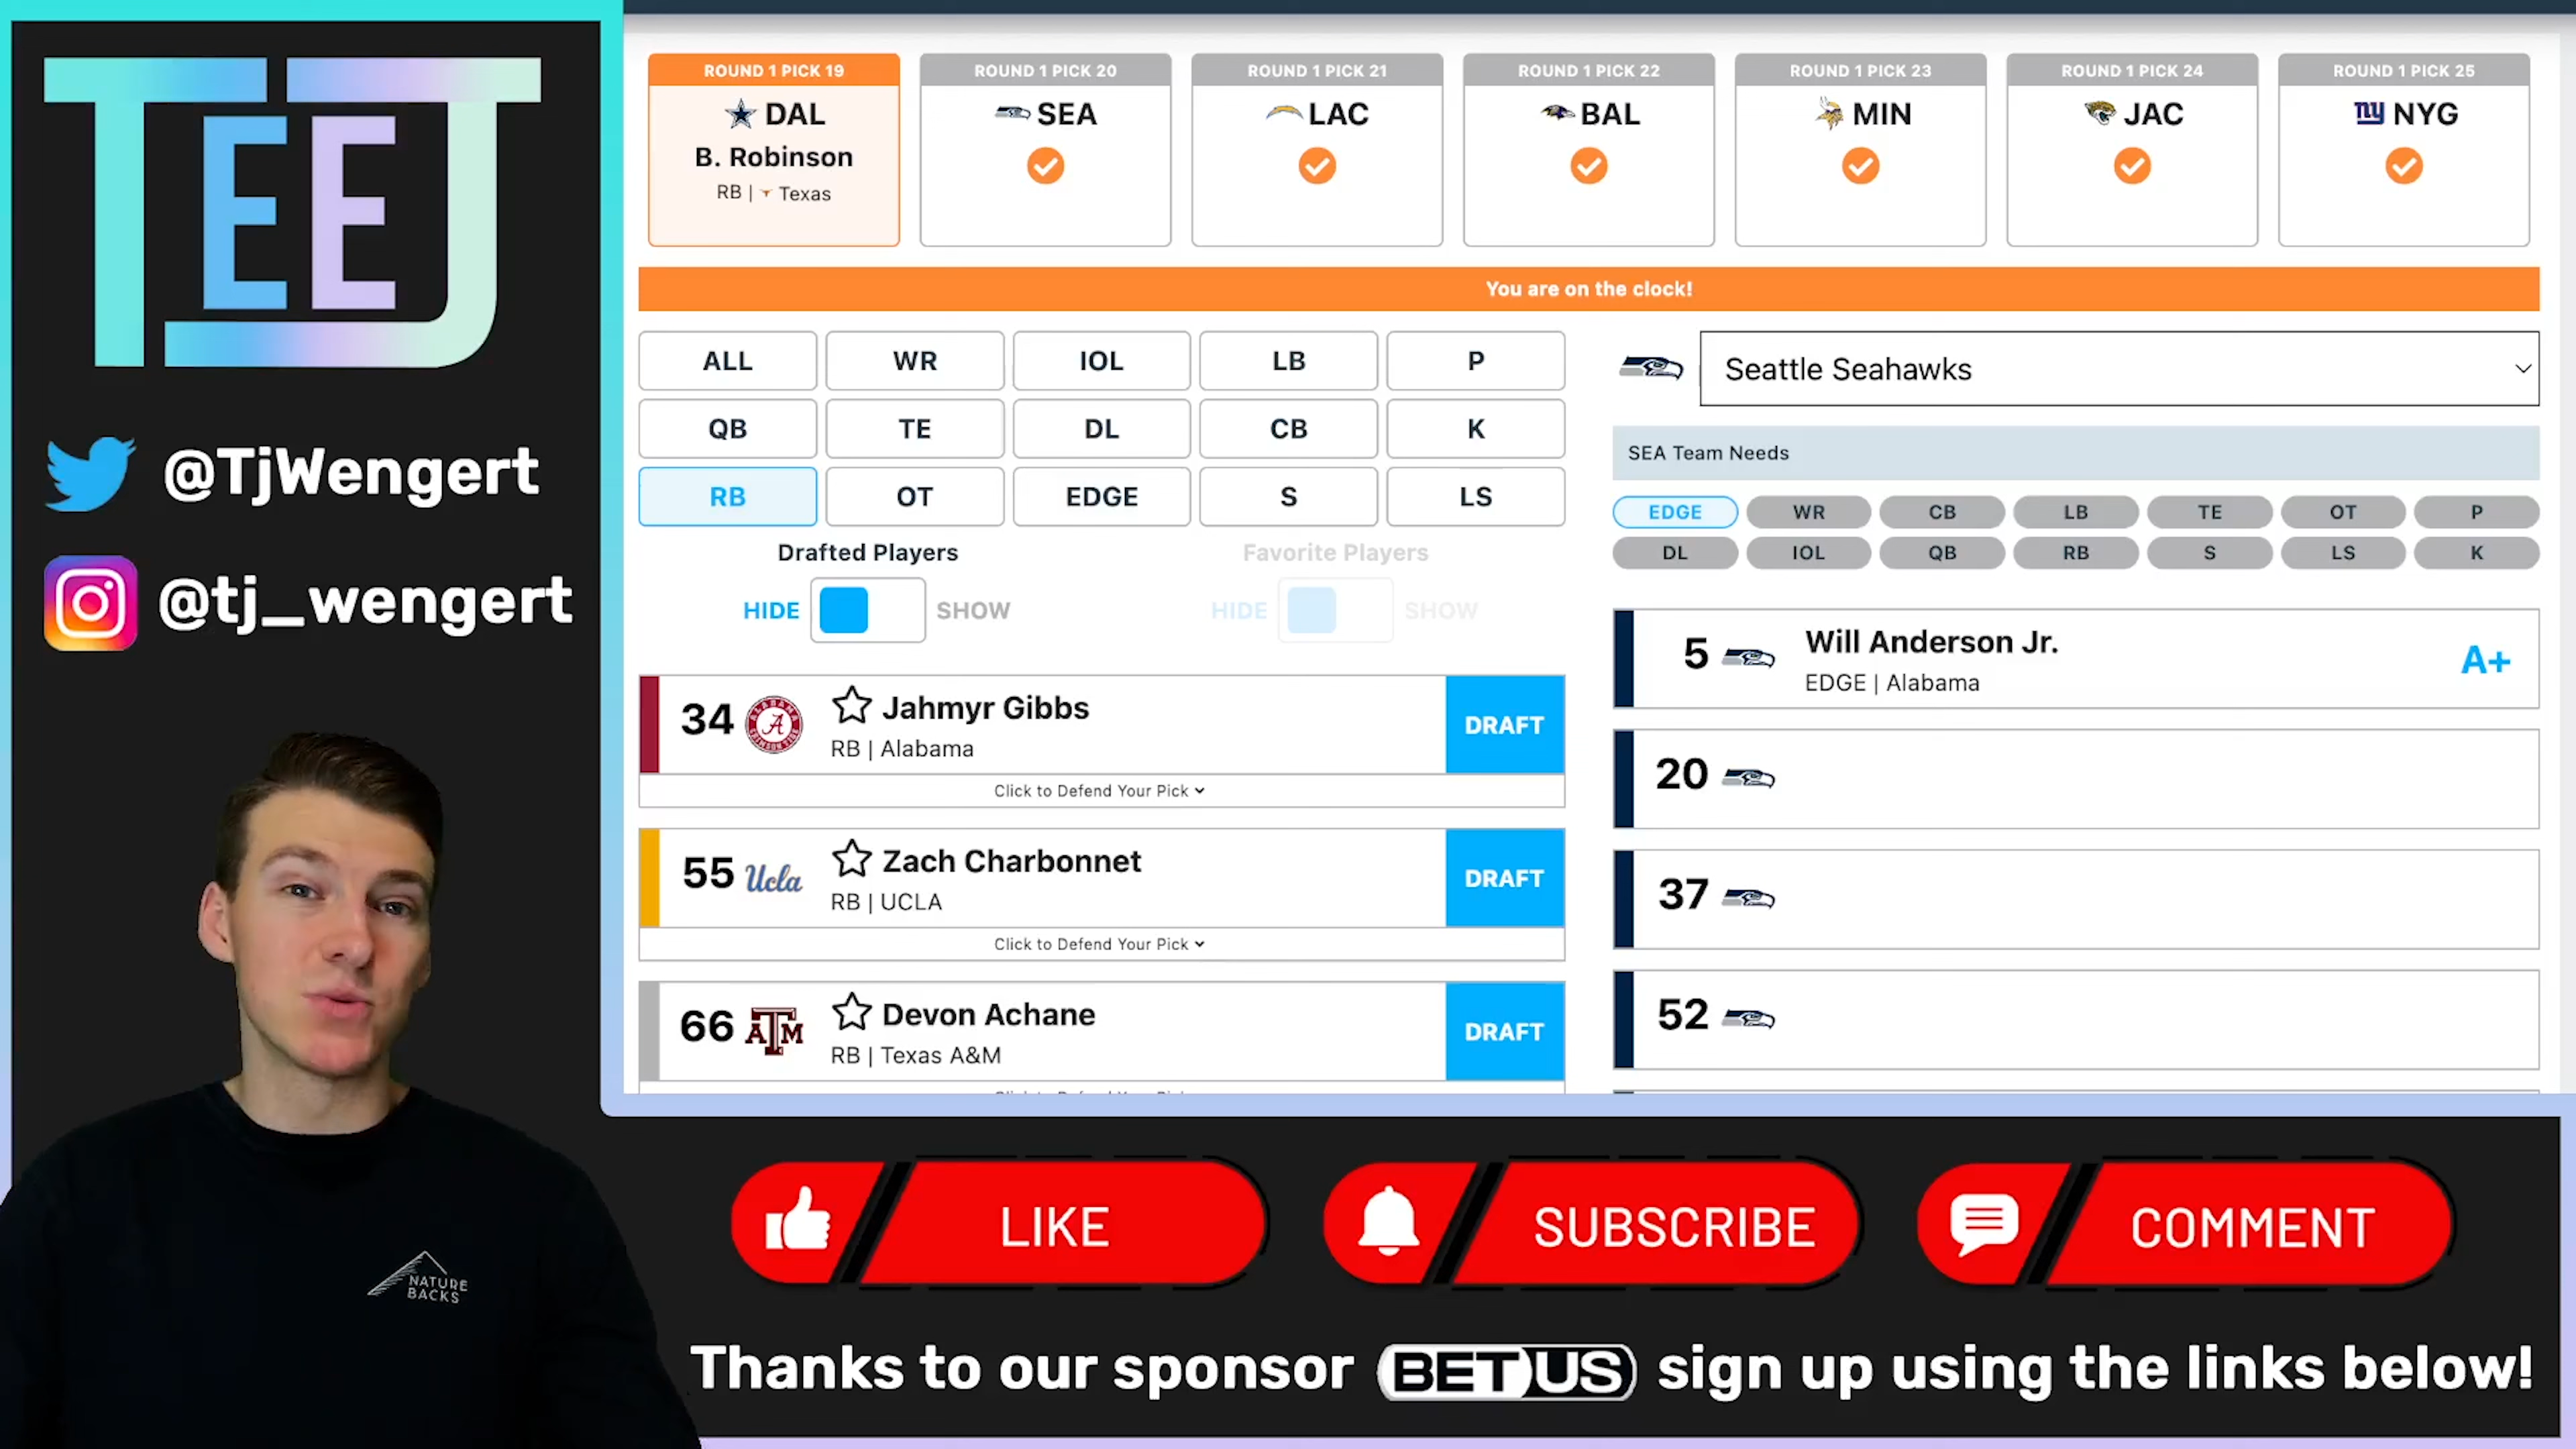 TEEJ
@TjWengert
@tj_wengert
NATURE
BACKS
ROUND 1 PICK 19
DAL
B. Robinson
RB | Texas
ROUND 1 PICK 20
SEA
ROUND 1 PICK 21
LAC
ROUND 1 PICK 22
BAL
ROUND 1 PICK 23
MIN
ROUND 1 PICK 24
JAC
ROUND 1 PICK 25
ny NYG
You are on the clock!
ALL WR IOL LB P
QB TE DL CB K
RB OT EDGE S LS
Drafted Players
HIDE SHOW
Favorite Players
HIDE SHOW
34 A Jahmyr Gibbs
RB | Alabama
DRAFT
Click to Defend Your Pick
55 Ucla Zach Charbonnet
RB | UCLA
DRAFT
Click to Defend Your Pick
66 ATM Devon Achane
RB | Texas A&M
DRAFT
Seattle Seahawks
SEA Team Needs
EDGE WR CB LB TE OT P
DL IOL QB RB S LS K
5 Will Anderson Jr.
EDGE | Alabama
A+
20
37
52
LIKE
SUBSCRIBE
COMMENT
Thanks to our sponsor BETUS sign up using the links below!